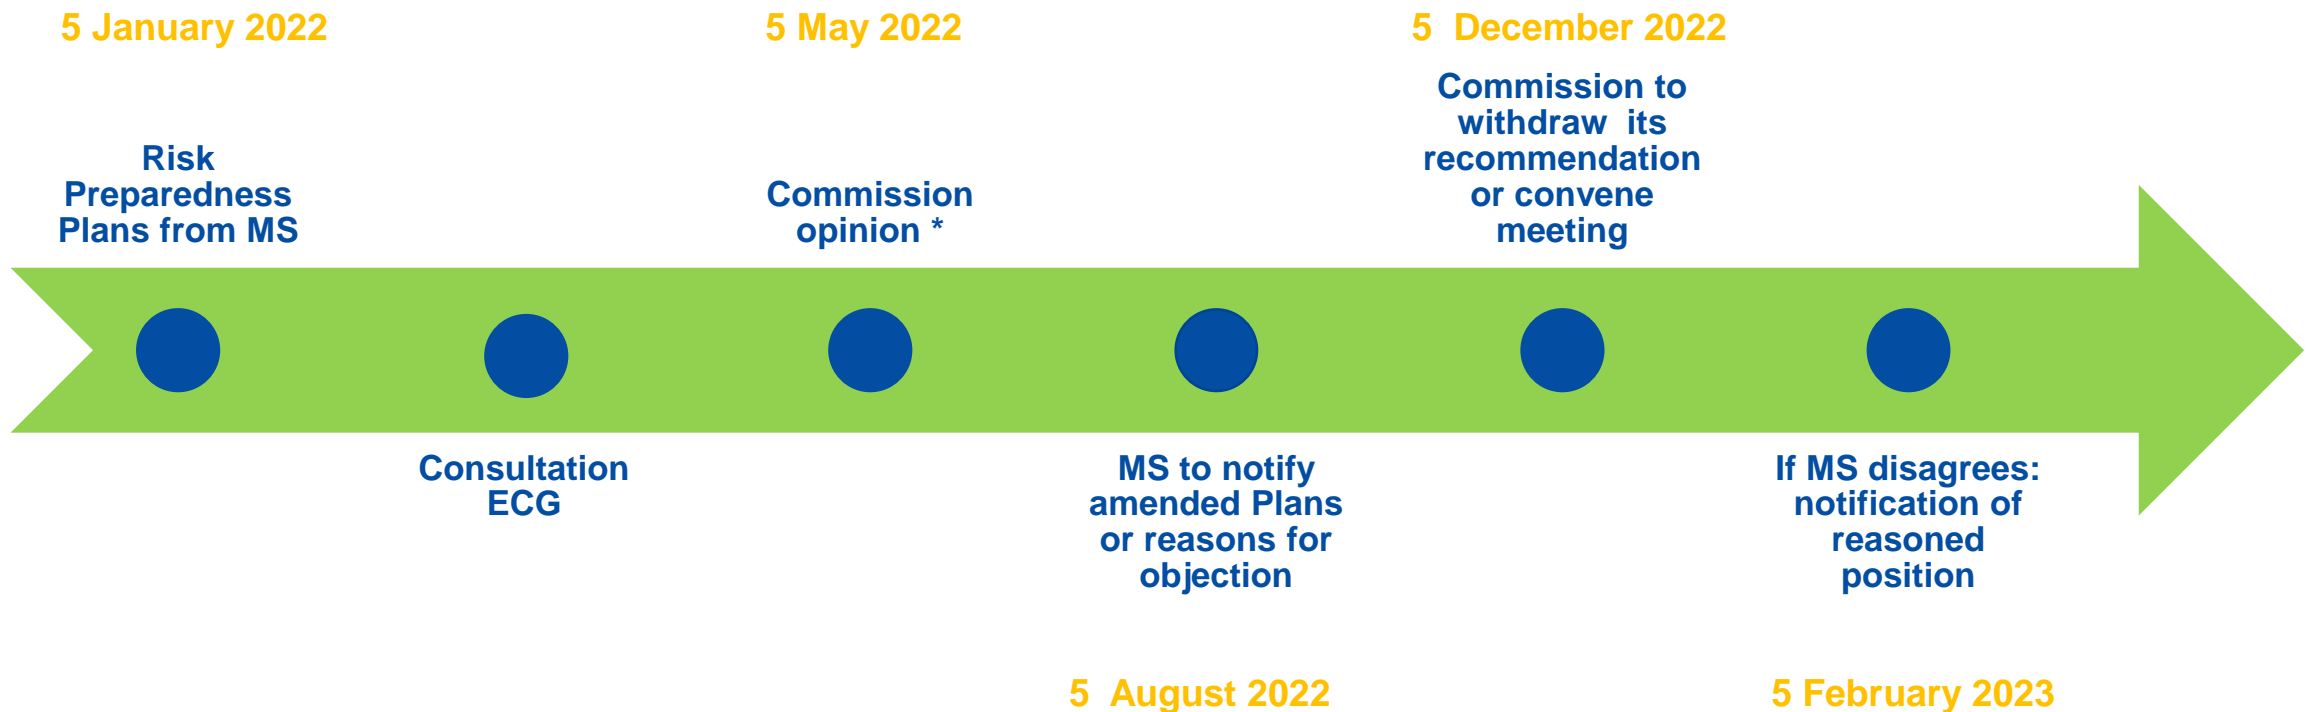 5 January 2022
Risk
Preparedness
Plans from MS
Consultation
ECG
5 May 2022
Commission
opinion *
MS to notify
amended Plans
or reasons for
objection
5  August 2022
5  December 2022
Commission to
withdraw  its
recommendation
or convene
meeting
If MS disagrees:
notification of
reasoned
position
5 February 2023